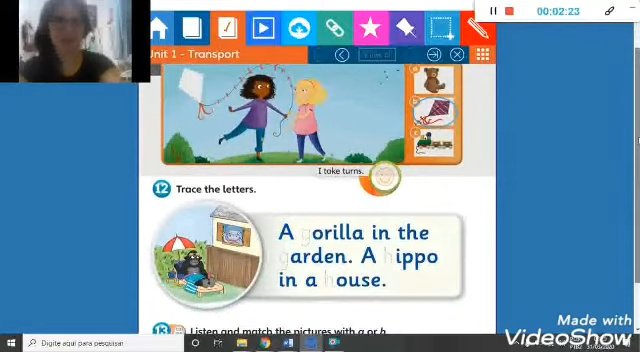 00:02:23
Unit 1 - Transport
a
b
c
I take turns.
12 Trace the letters.
A gorilla in the
garden. A hippo
in a house.
13 Listen and match the pictures with g or h.
Made with
VideoShow
Digite aqui para pesquisar